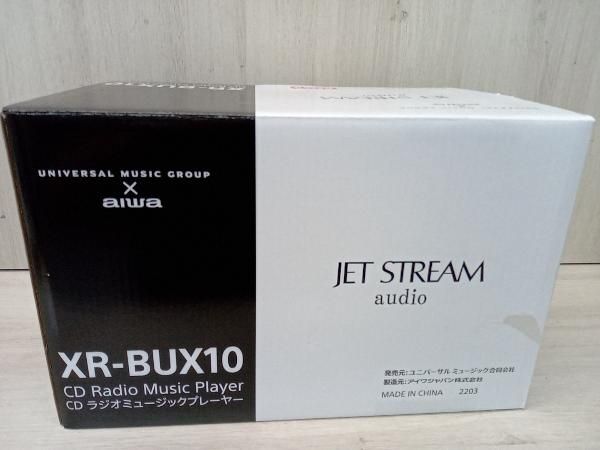 UNIVERSAL MUSIC GROUP
×
aiwa
XR-BUX10
CD Radio Music Player
CD ラジオミュージックプレーヤー
JET STREAM
audio
発売元:ユニバーサル ミュージック合同会社
製造元:アイワジャパン株式会社
MADE IN CHINA 2203